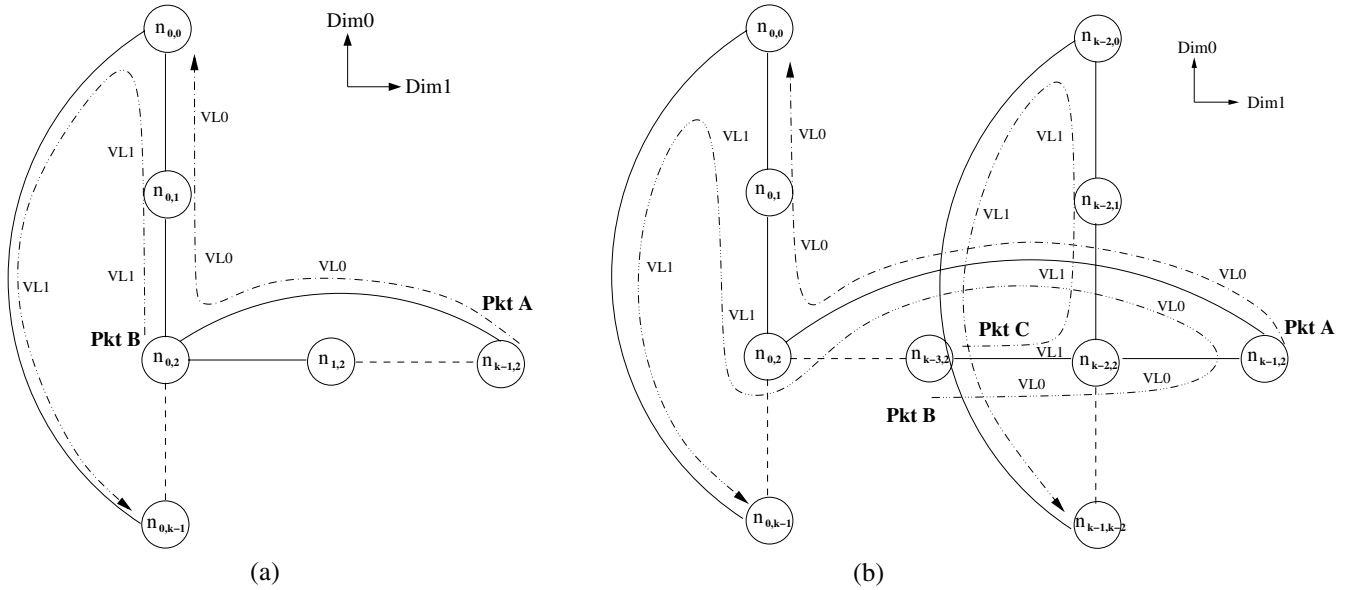 Dim0
Dim1
n0,0
VL0
VL1
n0,1
VL1
VL0
VL0
VL1
Pkt A
Pkt B
n0,2
n1,2
nk−1,2
n0,k−1
(a)
Dim0
Dim1
n0,0
nk−2,0
VL1
VL0
VL1
n0,1
nk−2,1
VL1
VL0
VL1
VL1
VL0
VL0
VL1
Pkt C
Pkt A
n0,2
nk−3,2
VL1
nk−2,2
nk−1,2
VL0
VL0
Pkt B
n0,k−1
nk−1,k−2
(b)